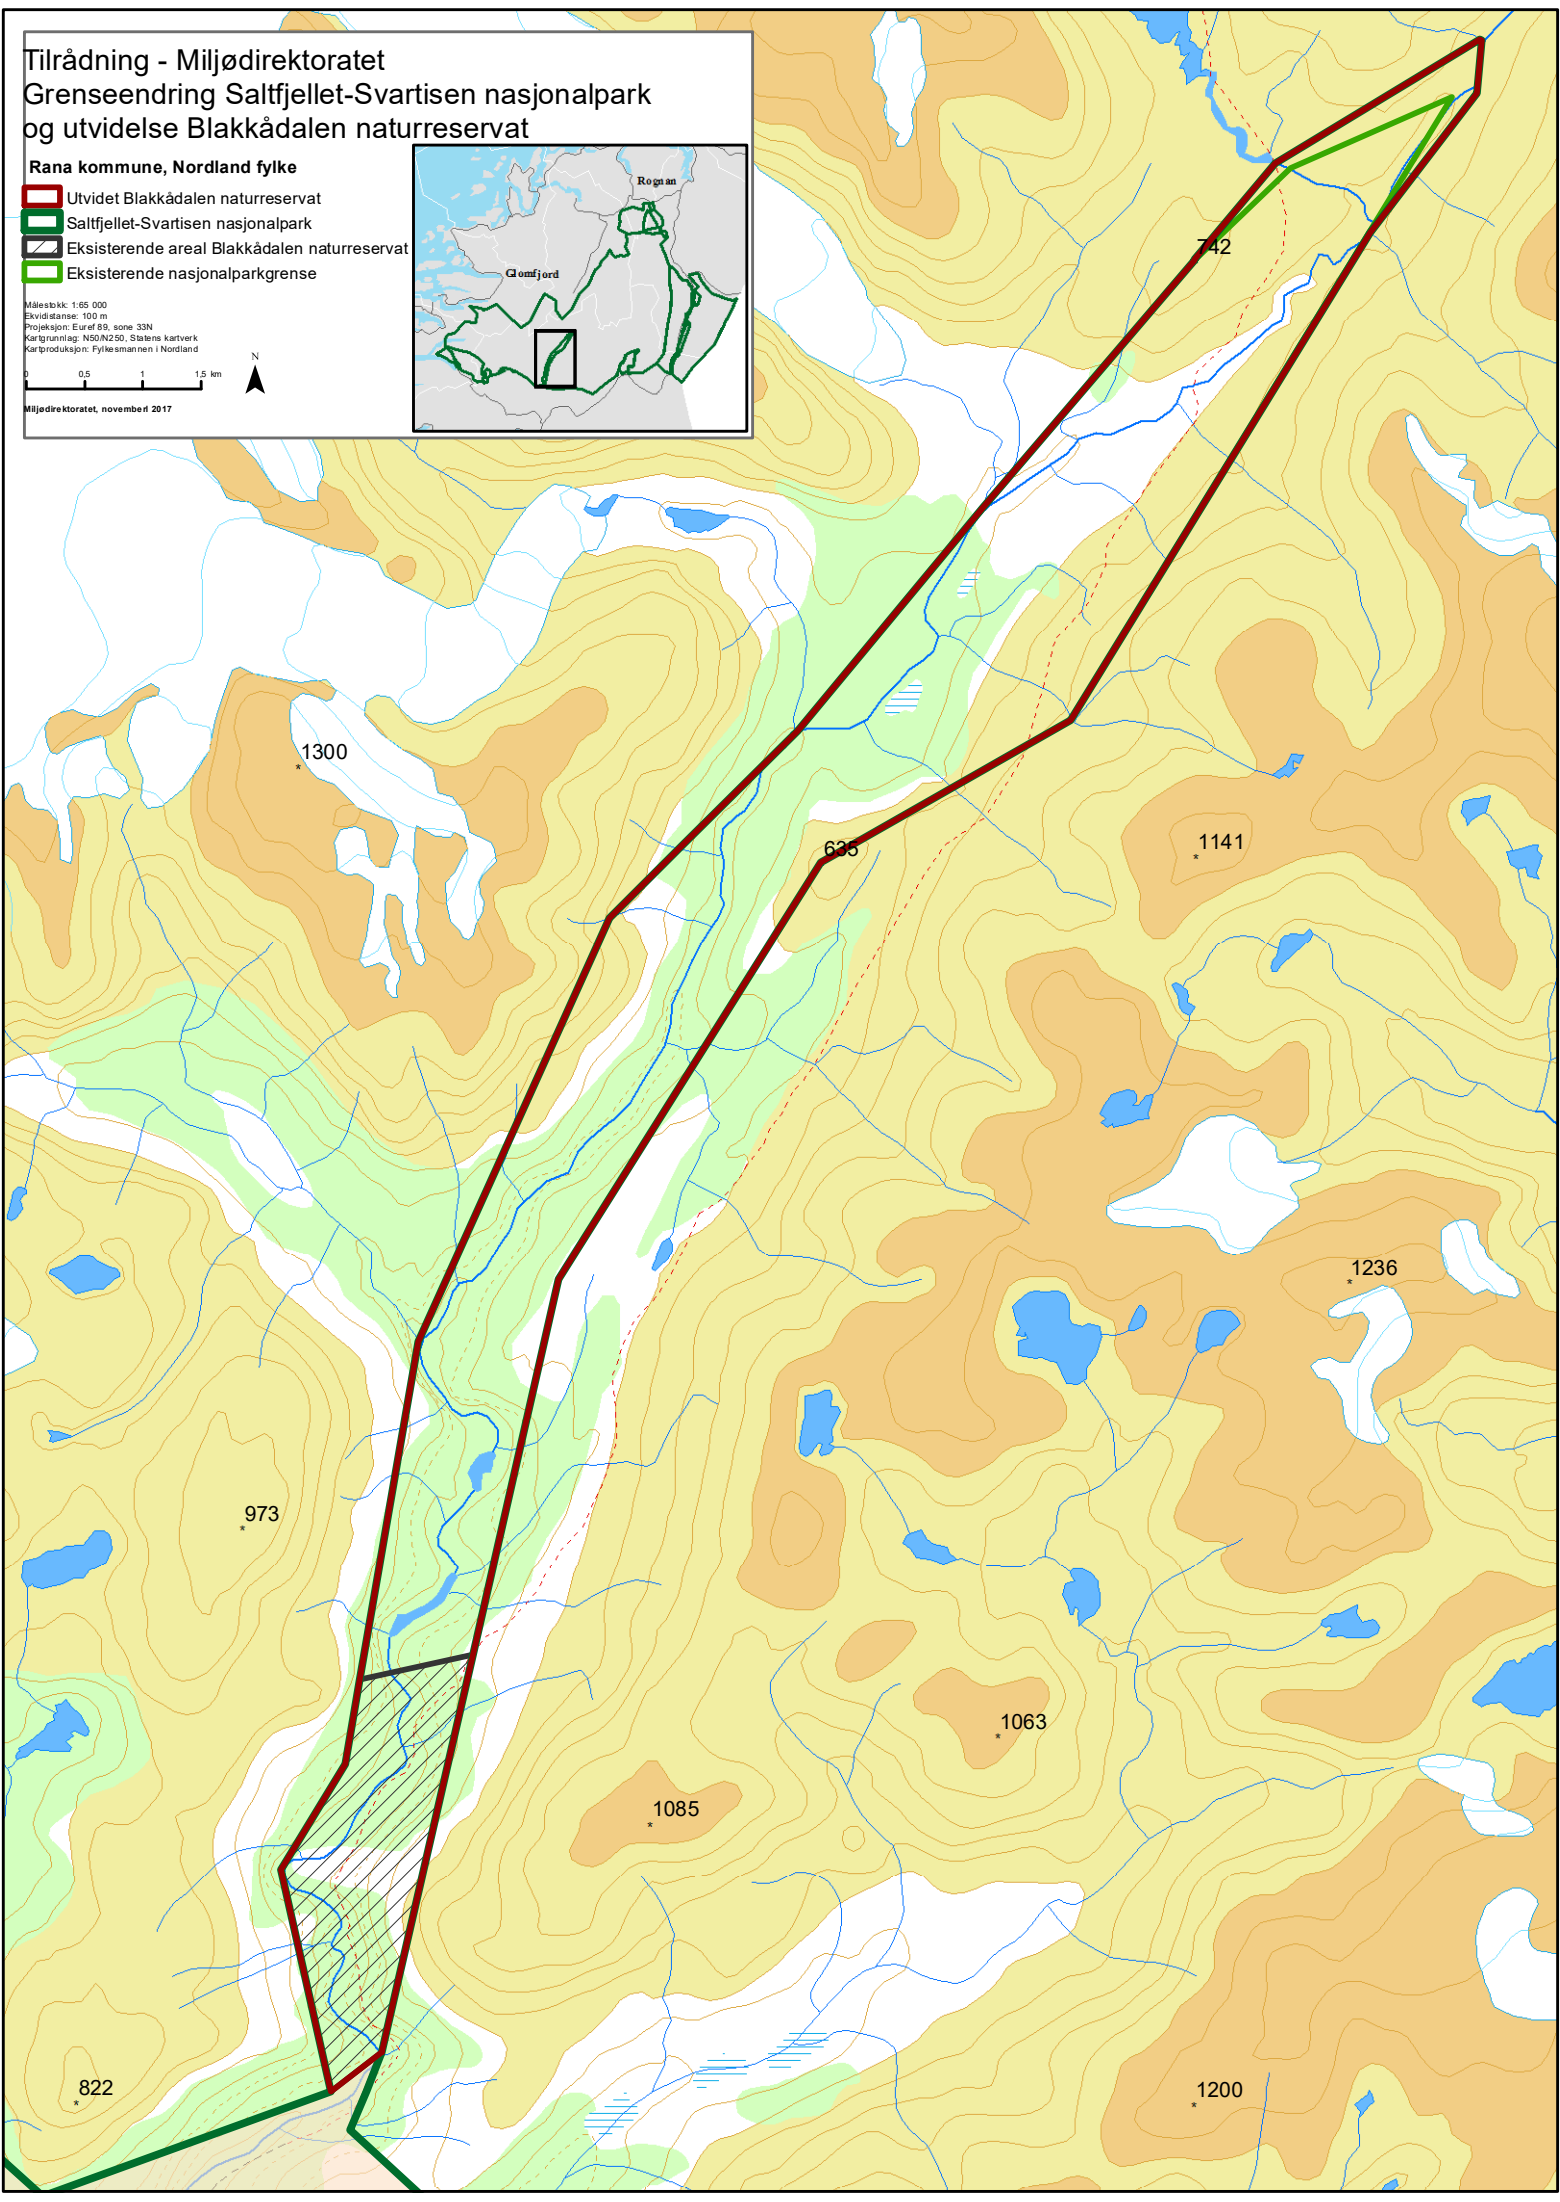 Tilrådning - Miljødirektoratet
Grenseendring Saltfjellet-Svartisen nasjonalpark
og utvidelse Blakkådalen naturreservat
Rana kommune, Nordland fylke
Utvidet Blakkådalen naturreservat
Saltfjellet-Svartisen nasjonalpark
Eksisterende areal Blakkådalen naturreservat
Eksisterende nasjonalparkgrense
Målestokk: 1:65 000
Ekvidistanse: 100 m
Projeksjon: Euref 89, sone 33N
Kartgrunnlag: N50/N250, Statens kartverk
Kartproduksjon: Fylkesmannen i Nordland
N
0 0,5 1 1,5 km
Miljødirektoratet, novemberl 2017
Rognan
Glomfjord
742
1300
635
1141
1236
973
1063
1085
822
1200